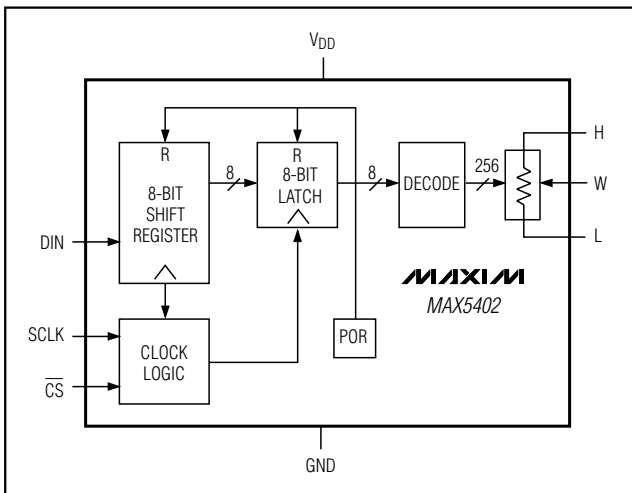 VDD
R
8-BIT
SHIFT
REGISTER
8
R
8-BIT
LATCH
8
DECODE
256
H
W
L
DIN
MAXIM
MAX5402
SCLK
CS
CLOCK
LOGIC
POR
GND